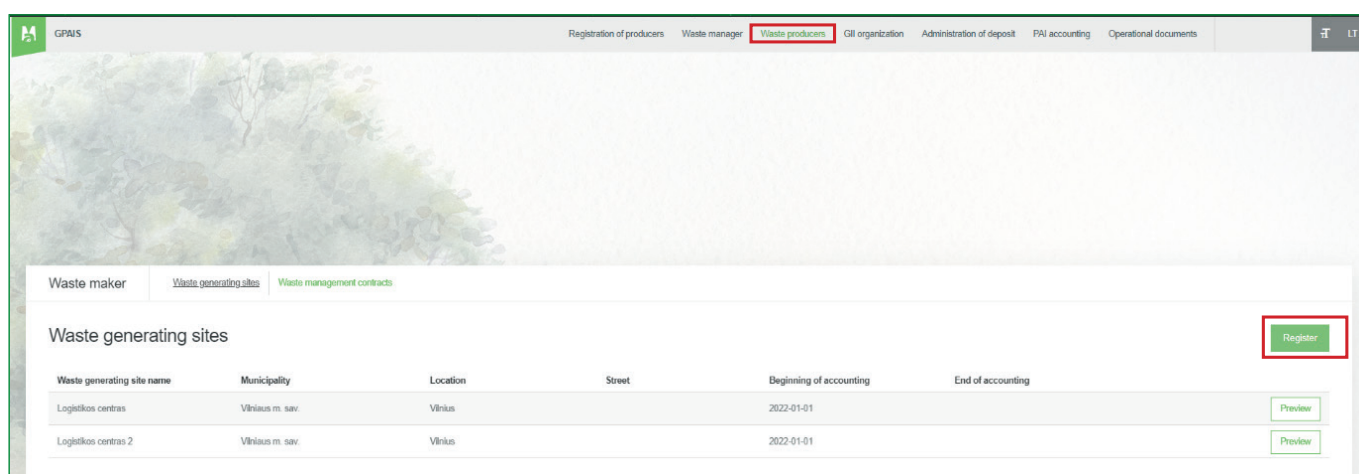 GPAIS Registration of producers Waste manager Waste producers GII organization Administration of deposit PAI accounting Operational documents LT
Waste maker Waste generating sites Waste management contracts
Waste generating sites Register
Waste generating site name Municipality Location Street Beginning of accounting End of accounting
Logistikos centras Vilniaus m. sav. Vilnius 2022-01-01 Preview
Logistikos centras 2 Vilniaus m. sav. Vilnius 2022-01-01 Preview